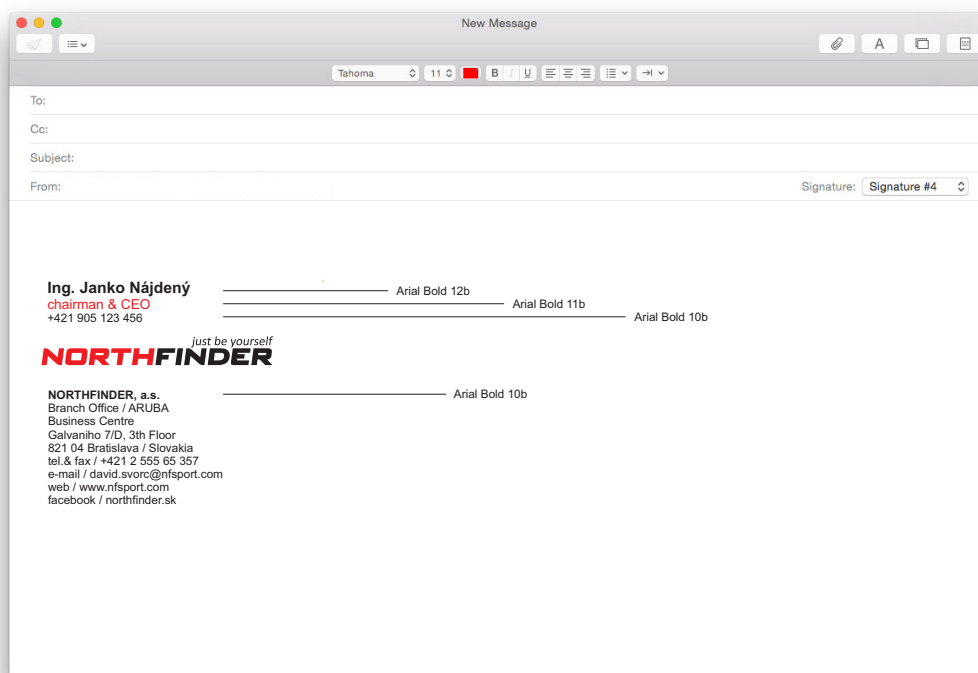 New Message
A
Tahoma 11 B I U
To:
Cc:
Subject:
From: Signature: Signature #4
Ing. Janko Nájdený Arial Bold 12b
chairman & CEO Arial Bold 11b
+421 905 123 456 Arial Bold 10b
just be yourself
NORTHFINDER
NORTHFINDER, a.s. Arial Bold 10b
Branch Office / ARUBA
Business Centre
Galvaniho 7/D, 3th Floor
821 04 Bratislava / Slovakia
tel.& fax / +421 2 555 65 357
e-mail / david.svorc@nfsport.com
web / www.nfsport.com
facebook / northfinder.sk